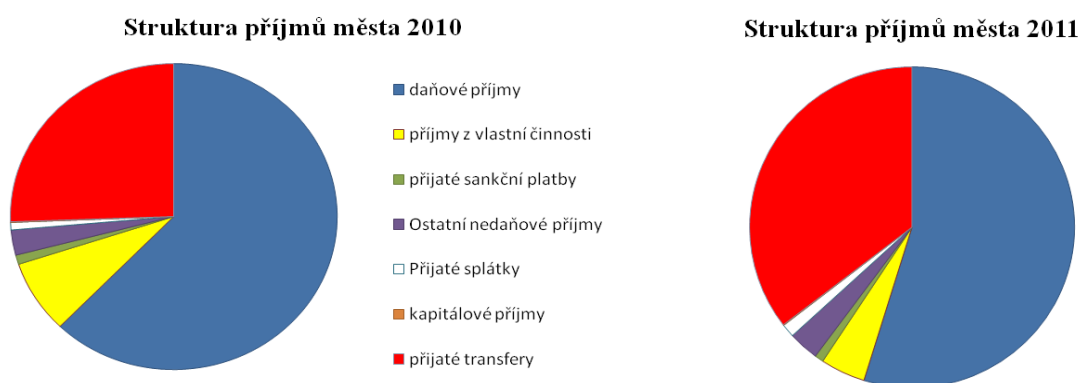 Struktura příjmů města 2010
daňové příjmy
příjmy z vlastní činnosti
přijaté sankční platby
Ostatní nedaňové příjmy
Přijaté splátky
kapitálové příjmy
přijaté transfery
Struktura příjmů města 2011